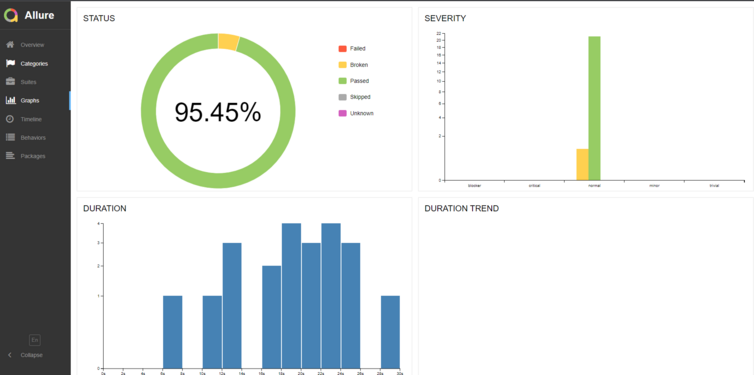 Allure
Overview
Categories
Suites
Graphs
Timeline
Behaviors
Packages
En
Collapse
STATUS
95.45%
Failed
Broken
Passed
Skipped
Unknown
SEVERITY
22
20
18
16
14
12
10
8
6
4
2
0
blocker
critical
normal
minor
trivial
DURATION
4
3
2
1
0
0s
2s
4s
6s
8s
10s
12s
14s
16s
18s
20s
22s
24s
26s
28s
30s
DURATION TREND